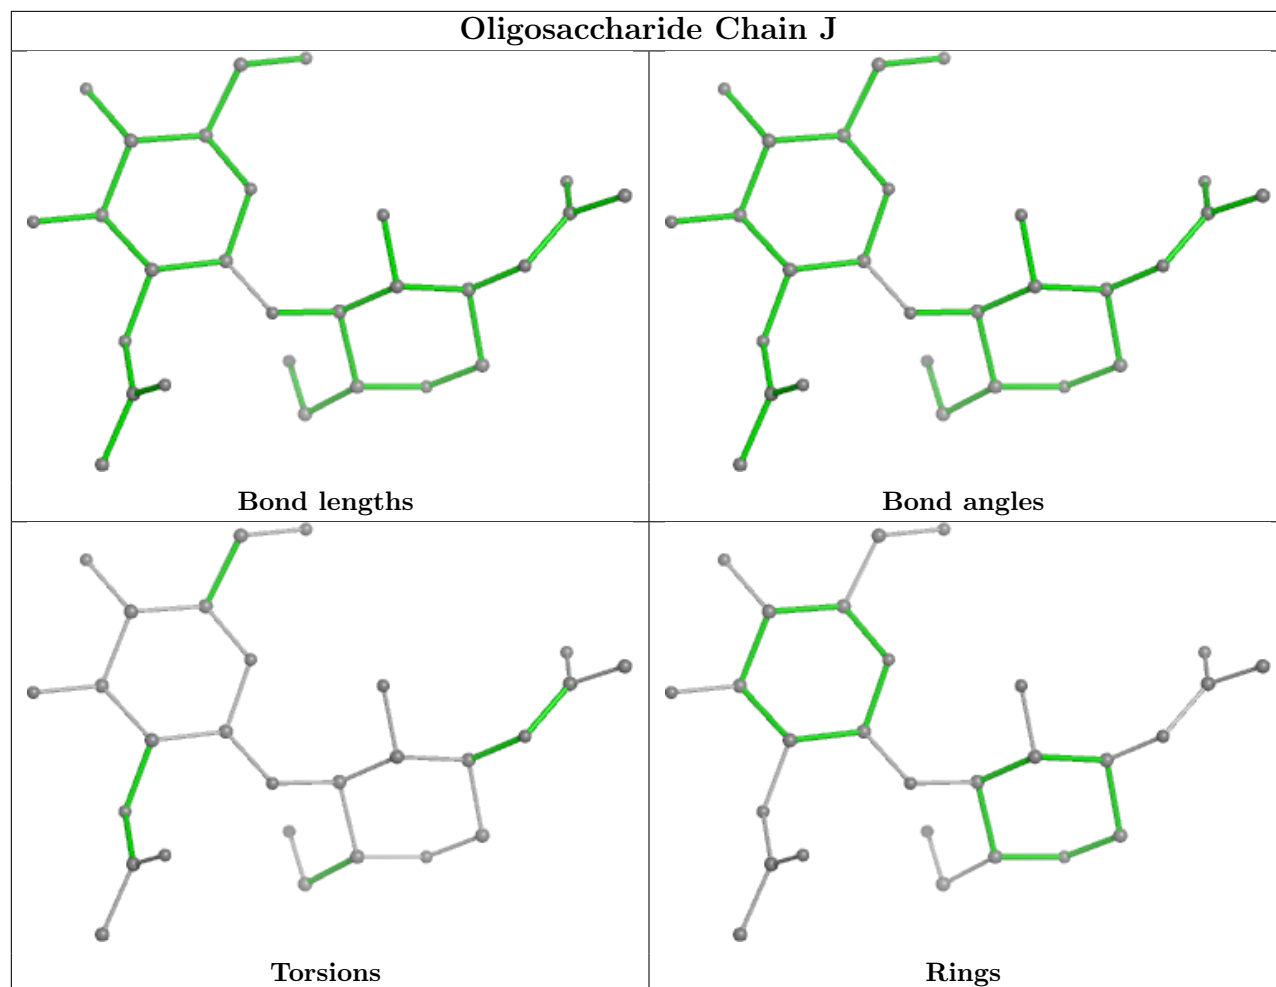 Oligosaccharide Chain J
Bond lengths
Bond angles
Torsions
Rings